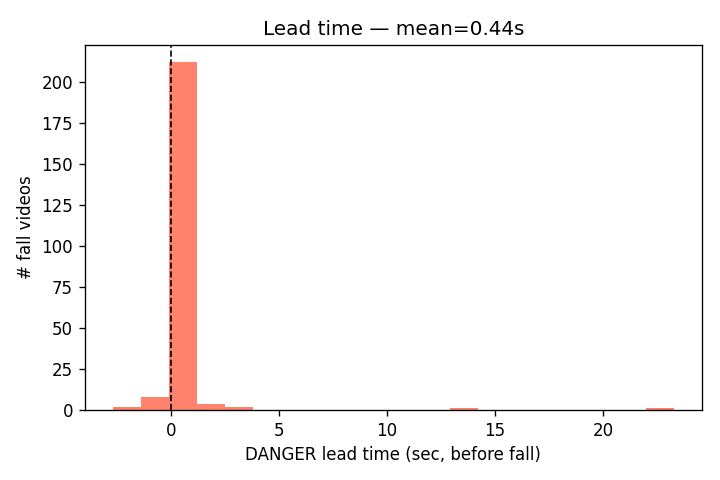 Lead time — mean=0.44s
200
175
150
125
100
75
50
25
0
# fall videos
0 5 10 15 20
DANGER lead time (sec, before fall)